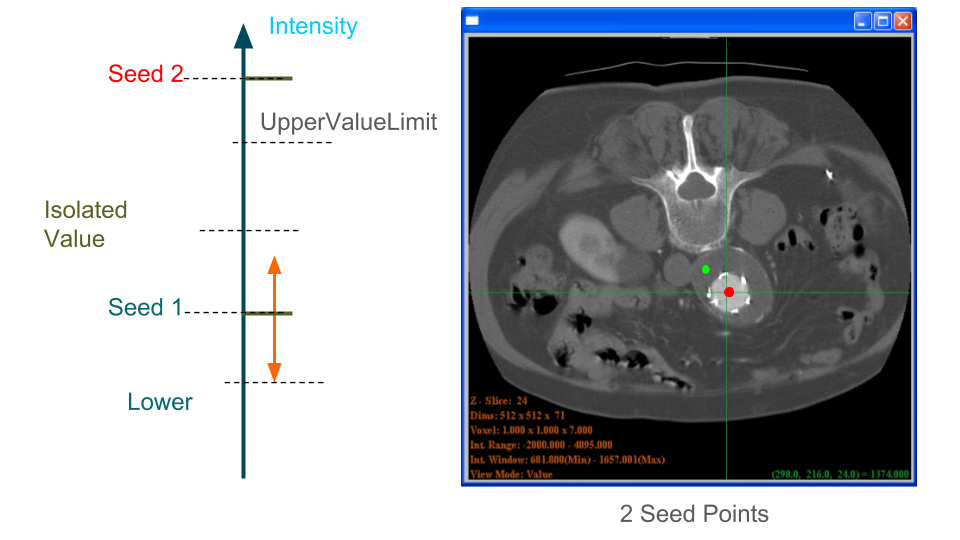 Intensity
Seed 2
UpperValueLimit
Isolated
Value
Seed 1
Lower
Z - Slice: 24
Dims: 512 x 512 x 71
Voxel: 1.000 x 1.000 x 7.000
Int. Range: -2000.000 - 4095.000
Int. Window: 681.800(Min) - 1657.001(Max)
View Mode: Value
(298.0, 216.0, 24.0) = 1374.000
2 Seed Points